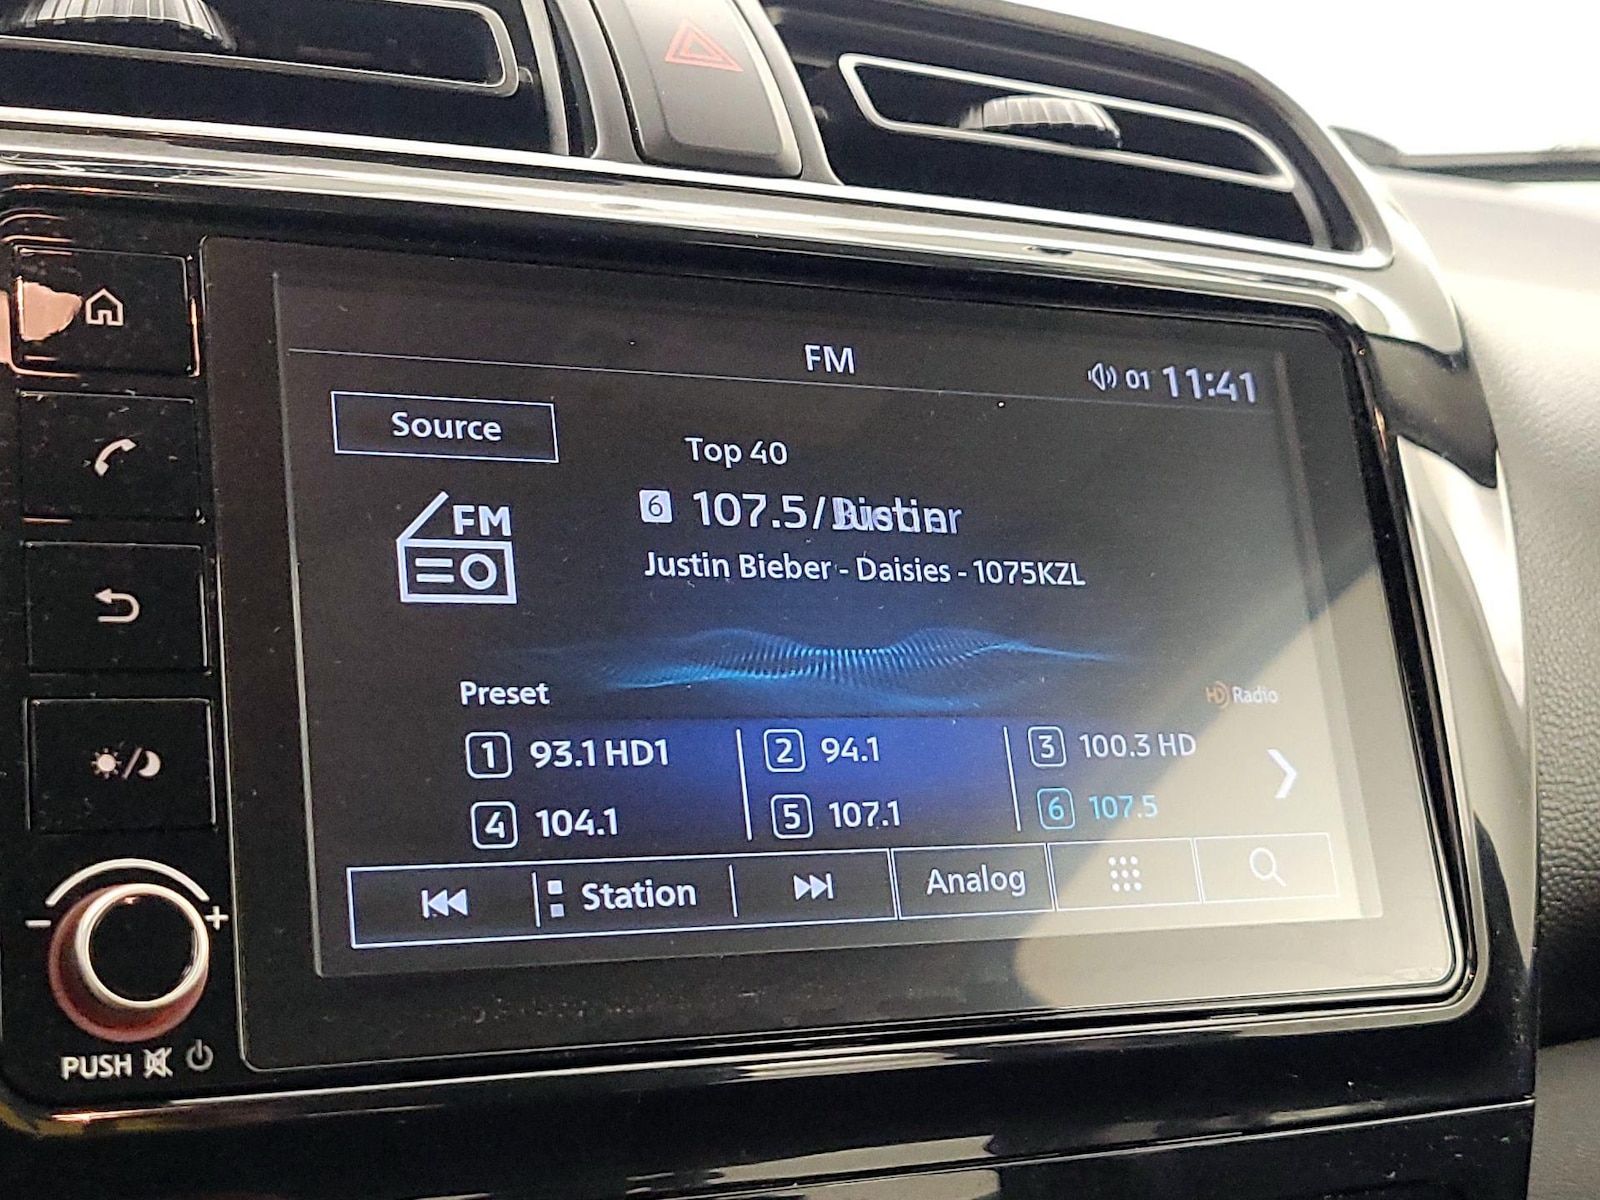 FM
01 11:41
Source
Top 40
FM
6 107.5/
Justin Bieber - Daisies - 1075KZL
Preset
HD Radio
1 93.1 HD1
2 94.1
3 100.3 HD
4 104.1
5 107.1
6 107.5
Station
Analog
- +
PUSH